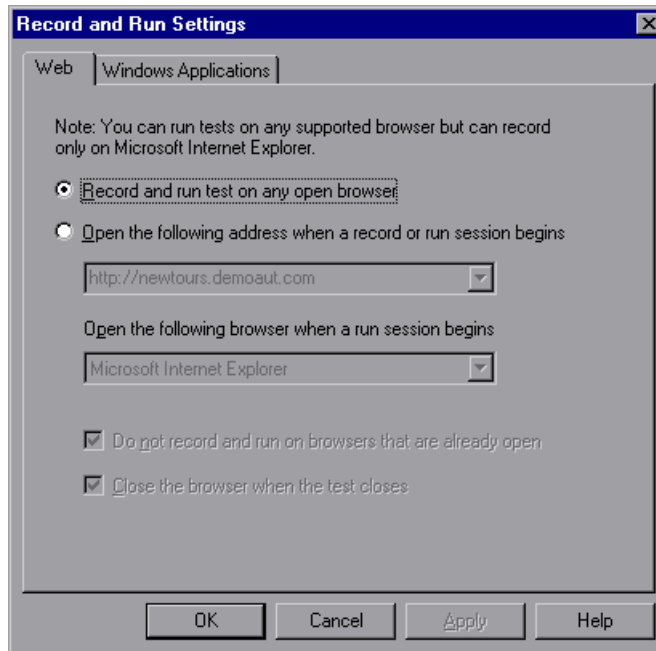 Record and Run Settings
Web
Windows Applications
Note: You can run tests on any supported browser but can record
only on Microsoft Internet Explorer.
Record and run test on any open browser
Open the following address when a record or run session begins
http://newtours.demoaut.com
Open the following browser when a run session begins
Microsoft Internet Explorer
Do not record and run on browsers that are already open
Close the browser when the test closes
OK Cancel Apply Help